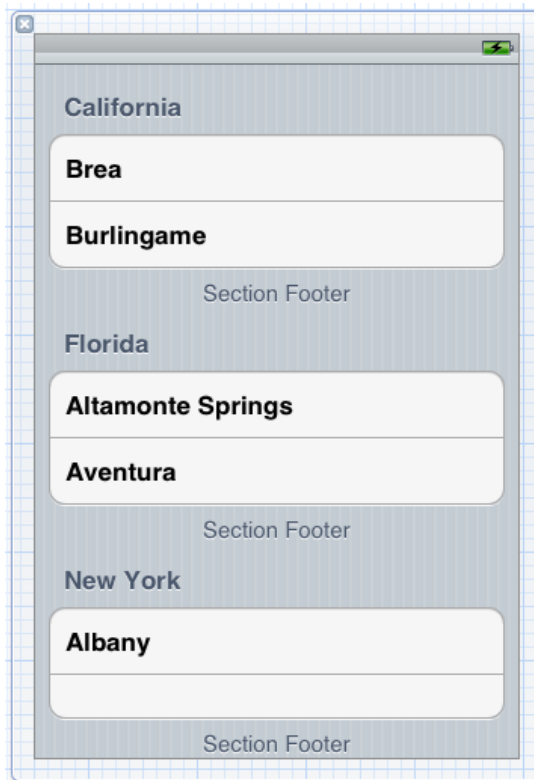 California
Brea
Burlingame
Section Footer
Florida
Altamonte Springs
Aventura
Section Footer
New York
Albany
Section Footer